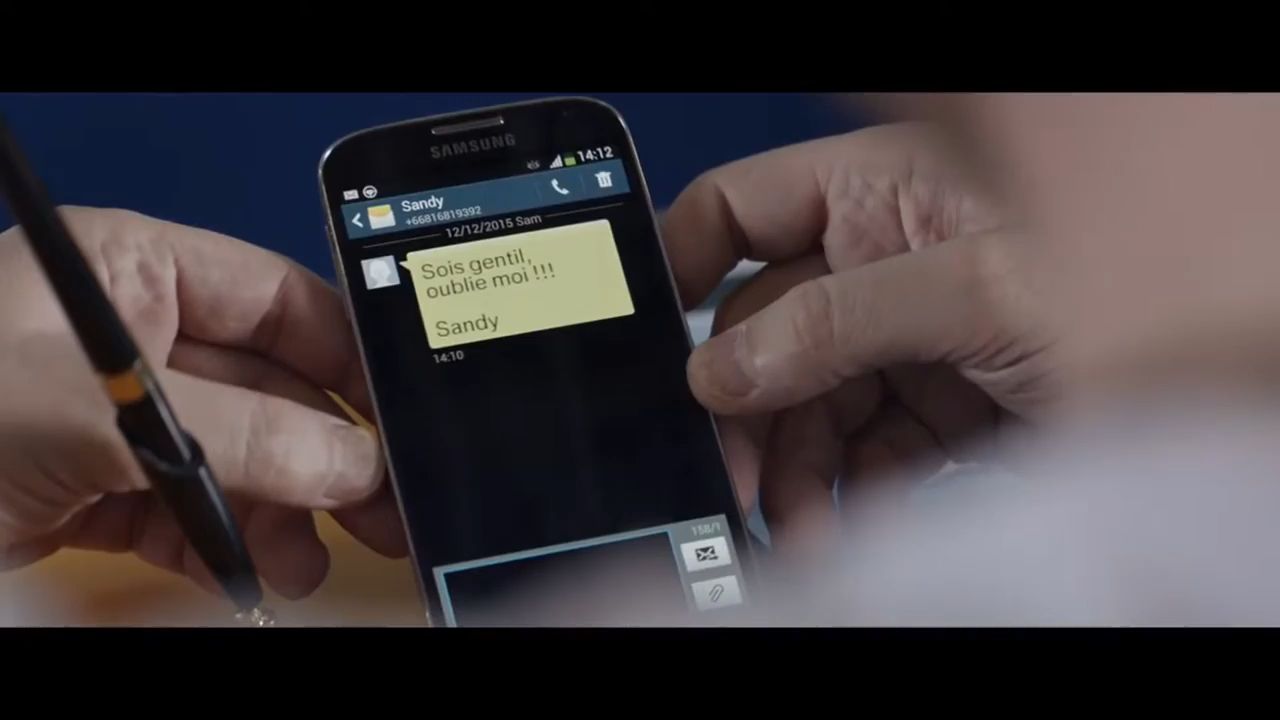 SAMSUNG
14:12
Sandy
+66816819392
12/12/2015 Sam
Sois gentil,
oublie moi !!!
Sandy
14:10
158/1